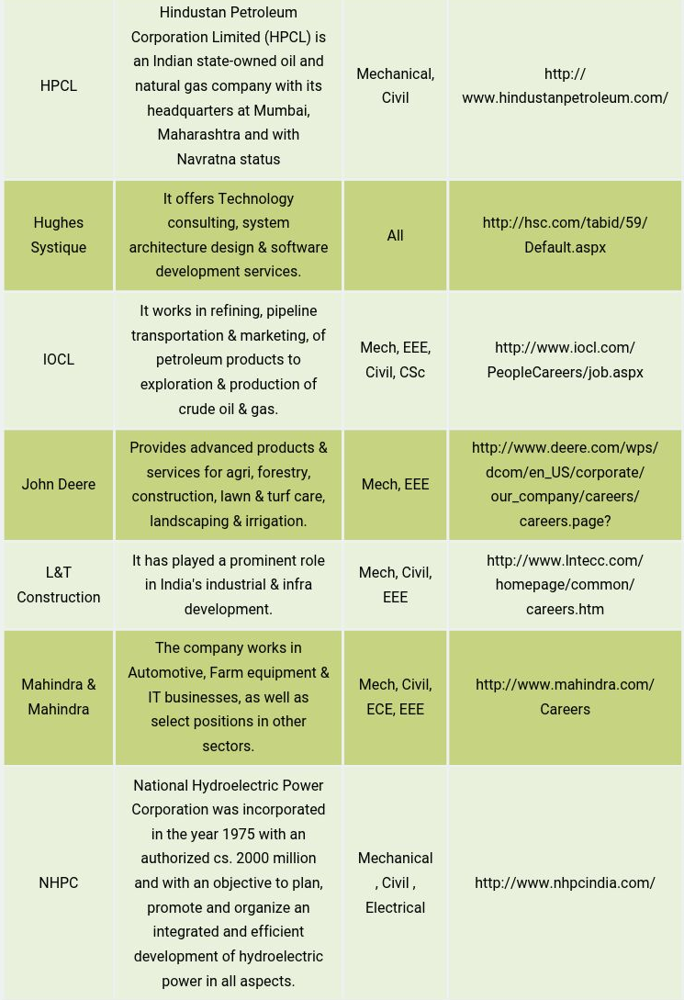 HPCL
Hindustan Petroleum
Corporation Limited (HPCL) is
an Indian state-owned oil and
natural gas company with its
headquarters at Mumbai,
Maharashtra and with
Navratna status
Mechanical,
Civil
http://
www.hindustanpetroleum.com/
Hughes
Systique
It offers Technology
consulting, system
architecture design & software
development services.
All
http://hsc.com/tabid/59/
Default.aspx
IOCL
It works in refining, pipeline
transportation & marketing, of
petroleum products to
exploration & production of
crude oil & gas.
Mech, EEE,
Civil, CSc
http://www.iocl.com/
PeopleCareers/job.aspx
John Deere
Provides advanced products &
services for agri, forestry,
construction, lawn & turf care,
landscaping & irrigation.
Mech, EEE
http://www.deere.com/wps/
dcom/en_US/corporate/
our_company/careers/
careers.page?
L&T
Construction
It has played a prominent role
in India's industrial & infra
development.
Mech, Civil,
EEE
http://www.lntecc.com/
homepage/common/
careers.htm
Mahindra &
Mahindra
The company works in
Automotive, Farm equipment &
IT businesses, as well as
select positions in other
sectors.
Mech, Civil,
ECE, EEE
http://www.mahindra.com/
Careers
NHPC
National Hydroelectric Power
Corporation was incorporated
in the year 1975 with an
authorized cs. 2000 million
and with an objective to plan,
promote and organize an
integrated and efficient
development of hydroelectric
power in all aspects.
Mechanical
, Civil ,
Electrical
http://www.nhpcindia.com/